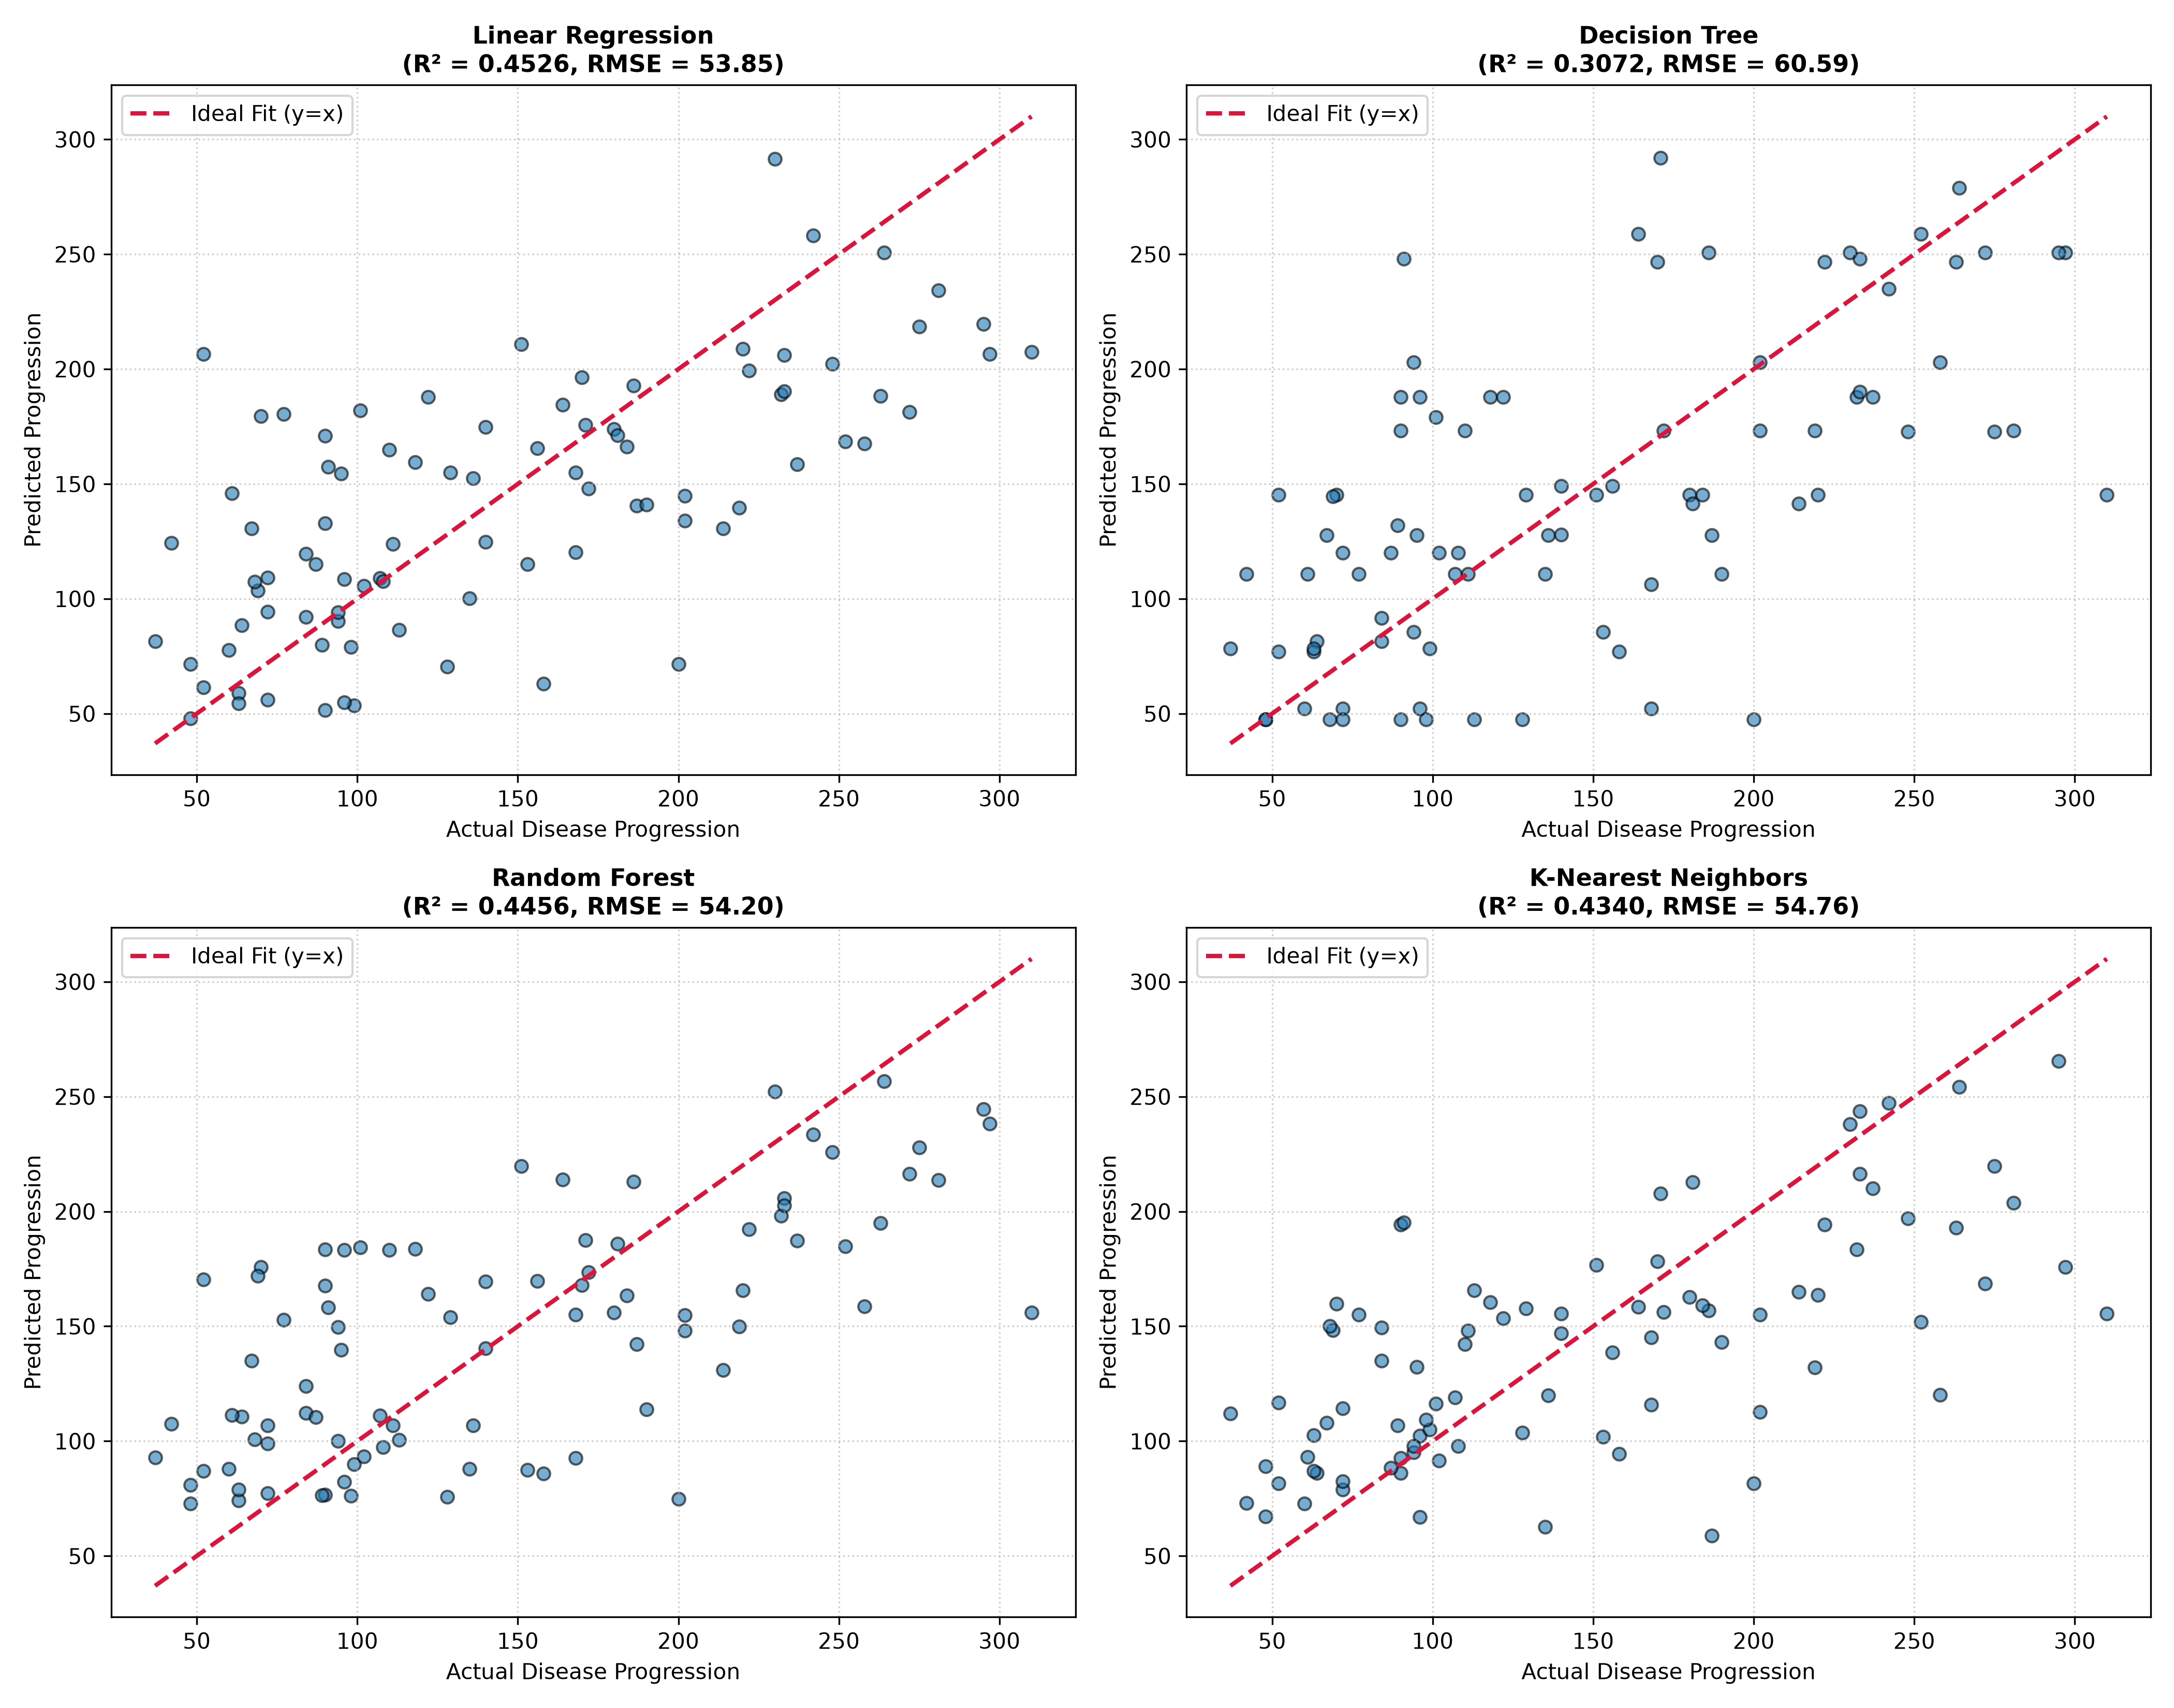 Linear Regression
(R² = 0.4526, RMSE = 53.85)
Ideal Fit (y=x)
300
250
200
150
100
50
Predicted Progression
50 100 150 200 250 300
Actual Disease Progression
Decision Tree
(R² = 0.3072, RMSE = 60.59)
Ideal Fit (y=x)
300
250
200
150
100
50
Predicted Progression
50 100 150 200 250 300
Actual Disease Progression
Random Forest
(R² = 0.4456, RMSE = 54.20)
Ideal Fit (y=x)
300
250
200
150
100
50
Predicted Progression
50 100 150 200 250 300
Actual Disease Progression
K-Nearest Neighbors
(R² = 0.4340, RMSE = 54.76)
Ideal Fit (y=x)
300
250
200
150
100
50
Predicted Progression
50 100 150 200 250 300
Actual Disease Progression